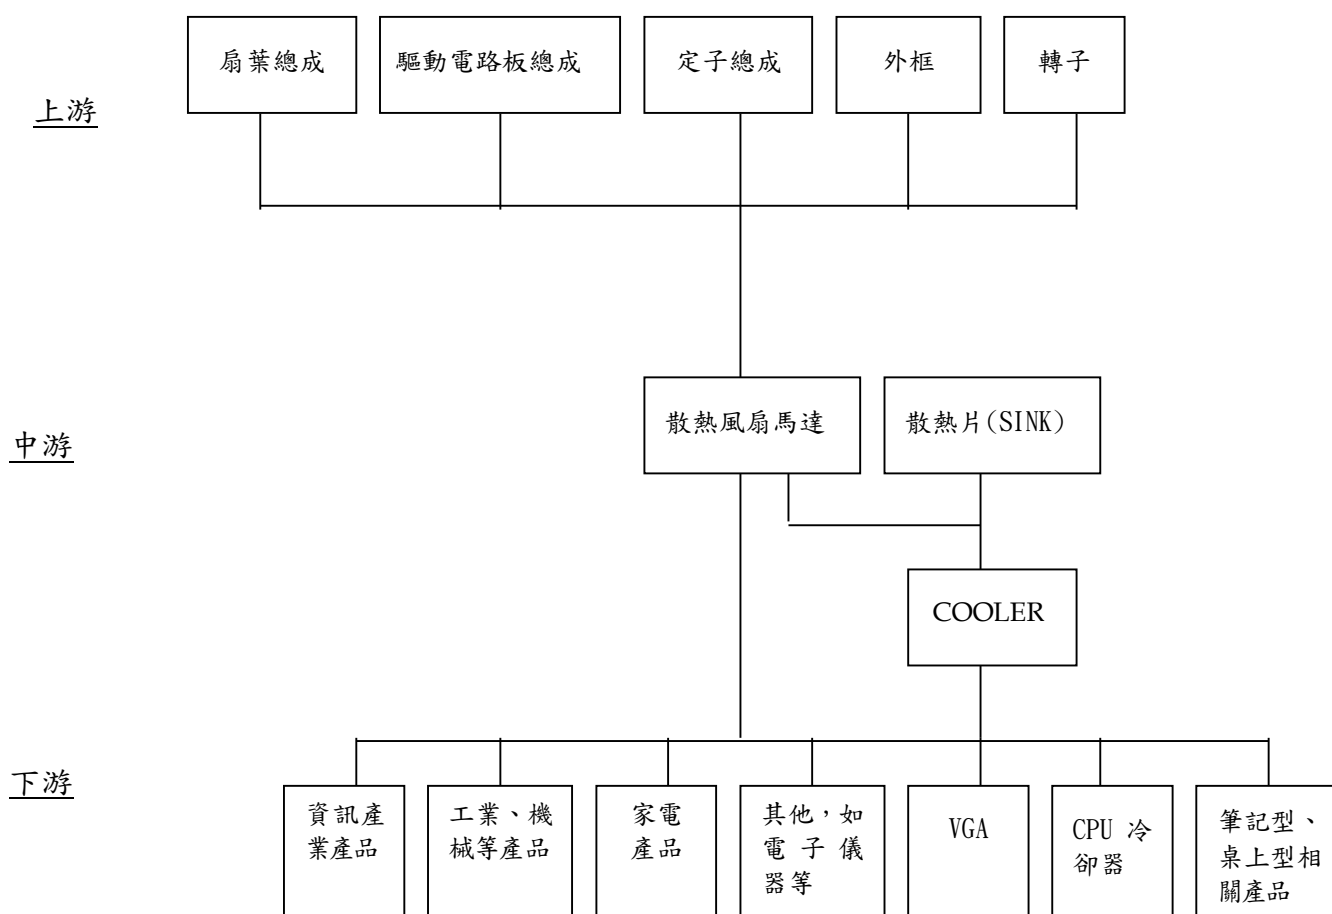 扇葉總成
驅動電路板總成
定子總成
外框
轉子
上游
散熱風扇馬達
散熱片(SINK)
中游
COOLER
下游
資訊產
業產品
工業、機
械等產品
家電
產品
其他，如
電子儀
器等
VGA
CPU 冷
卻器
筆記型、
桌上型相
關產品